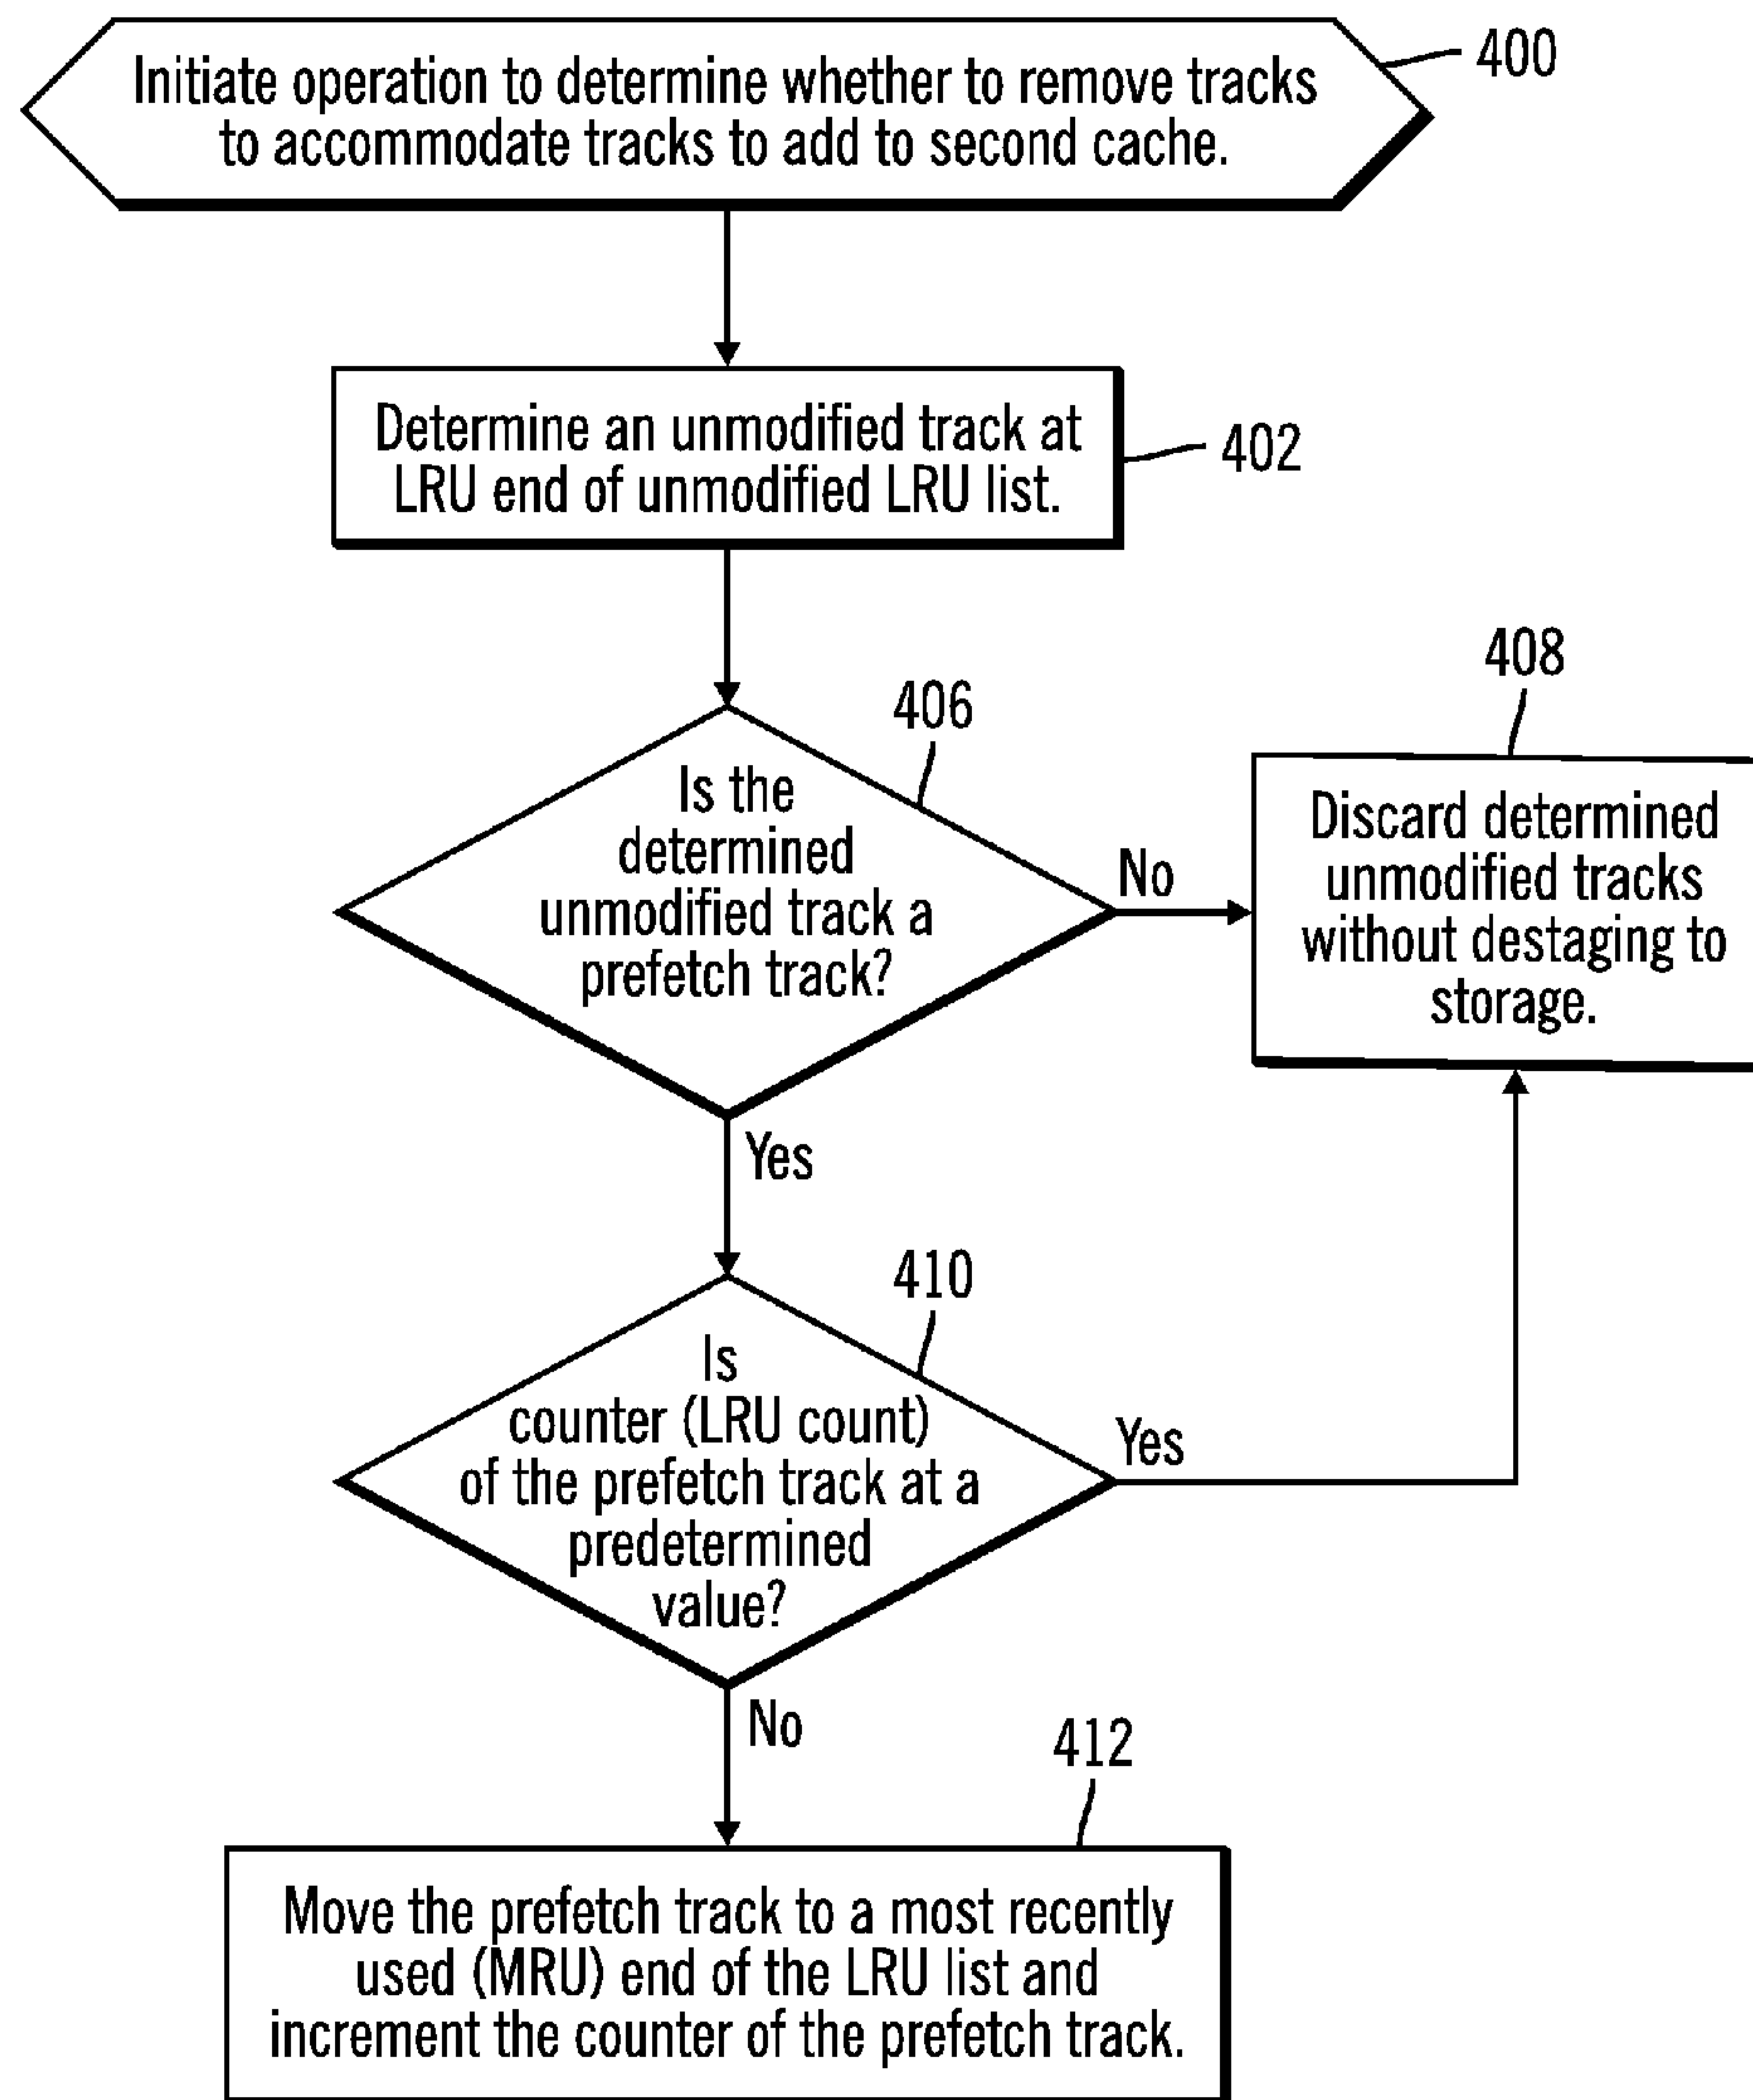 Initiate operation to determine whether to remove tracks
to accommodate tracks to add to second cache.
400
Determine an unmodified track at
LRU end of unmodified LRU list.
402
406
Is the
determined
unmodified track a
prefetch track?
No
Yes
408
Discard determined
unmodified tracks
without destaging to
storage.
410
Is
counter (LRU count)
of the prefetch track at a
predetermined
value?
Yes
No
412
Move the prefetch track to a most recently
used (MRU) end of the LRU list and
increment the counter of the prefetch track.